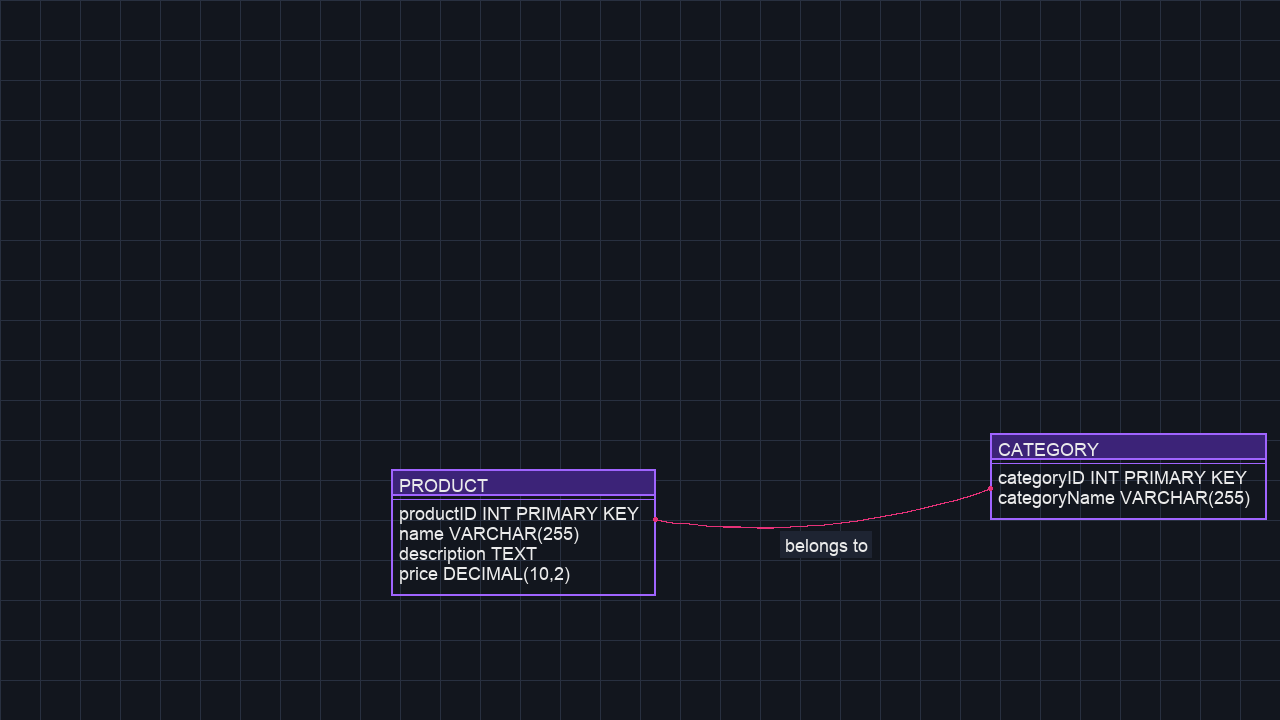 PRODUCT
productID INT PRIMARY KEY
name VARCHAR(255)
description TEXT
price DECIMAL(10,2)
belongs to
CATEGORY
categoryID INT PRIMARY KEY
categoryName VARCHAR(255)